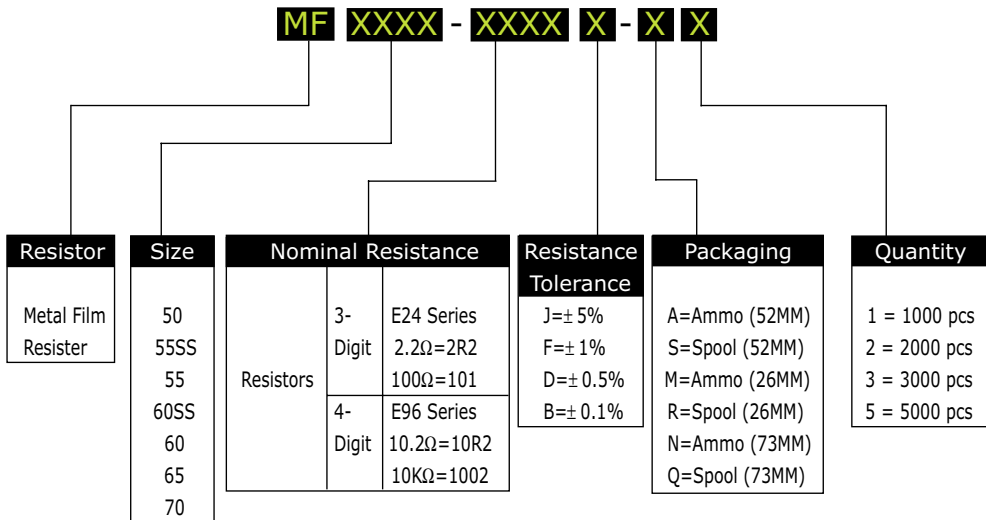 MF XXXX - XXXX X - X X
Resistor
Metal Film
Resister
Size
50
55SS
55
60SS
60
65
70
Nominal Resistance
Resistors
3-
Digit
E24 Series
2.2Ω=2R2
100Ω=101
4-
Digit
E96 Series
10.2Ω=10R2
10KΩ=1002
Resistance
Tolerance
J=± 5%
F=± 1%
D=± 0.5%
B=± 0.1%
Packaging
A=Ammo (52MM)
S=Spool (52MM)
M=Ammo (26MM)
R=Spool (26MM)
N=Ammo (73MM)
Q=Spool (73MM)
Quantity
1 = 1000 pcs
2 = 2000 pcs
3 = 3000 pcs
5 = 5000 pcs